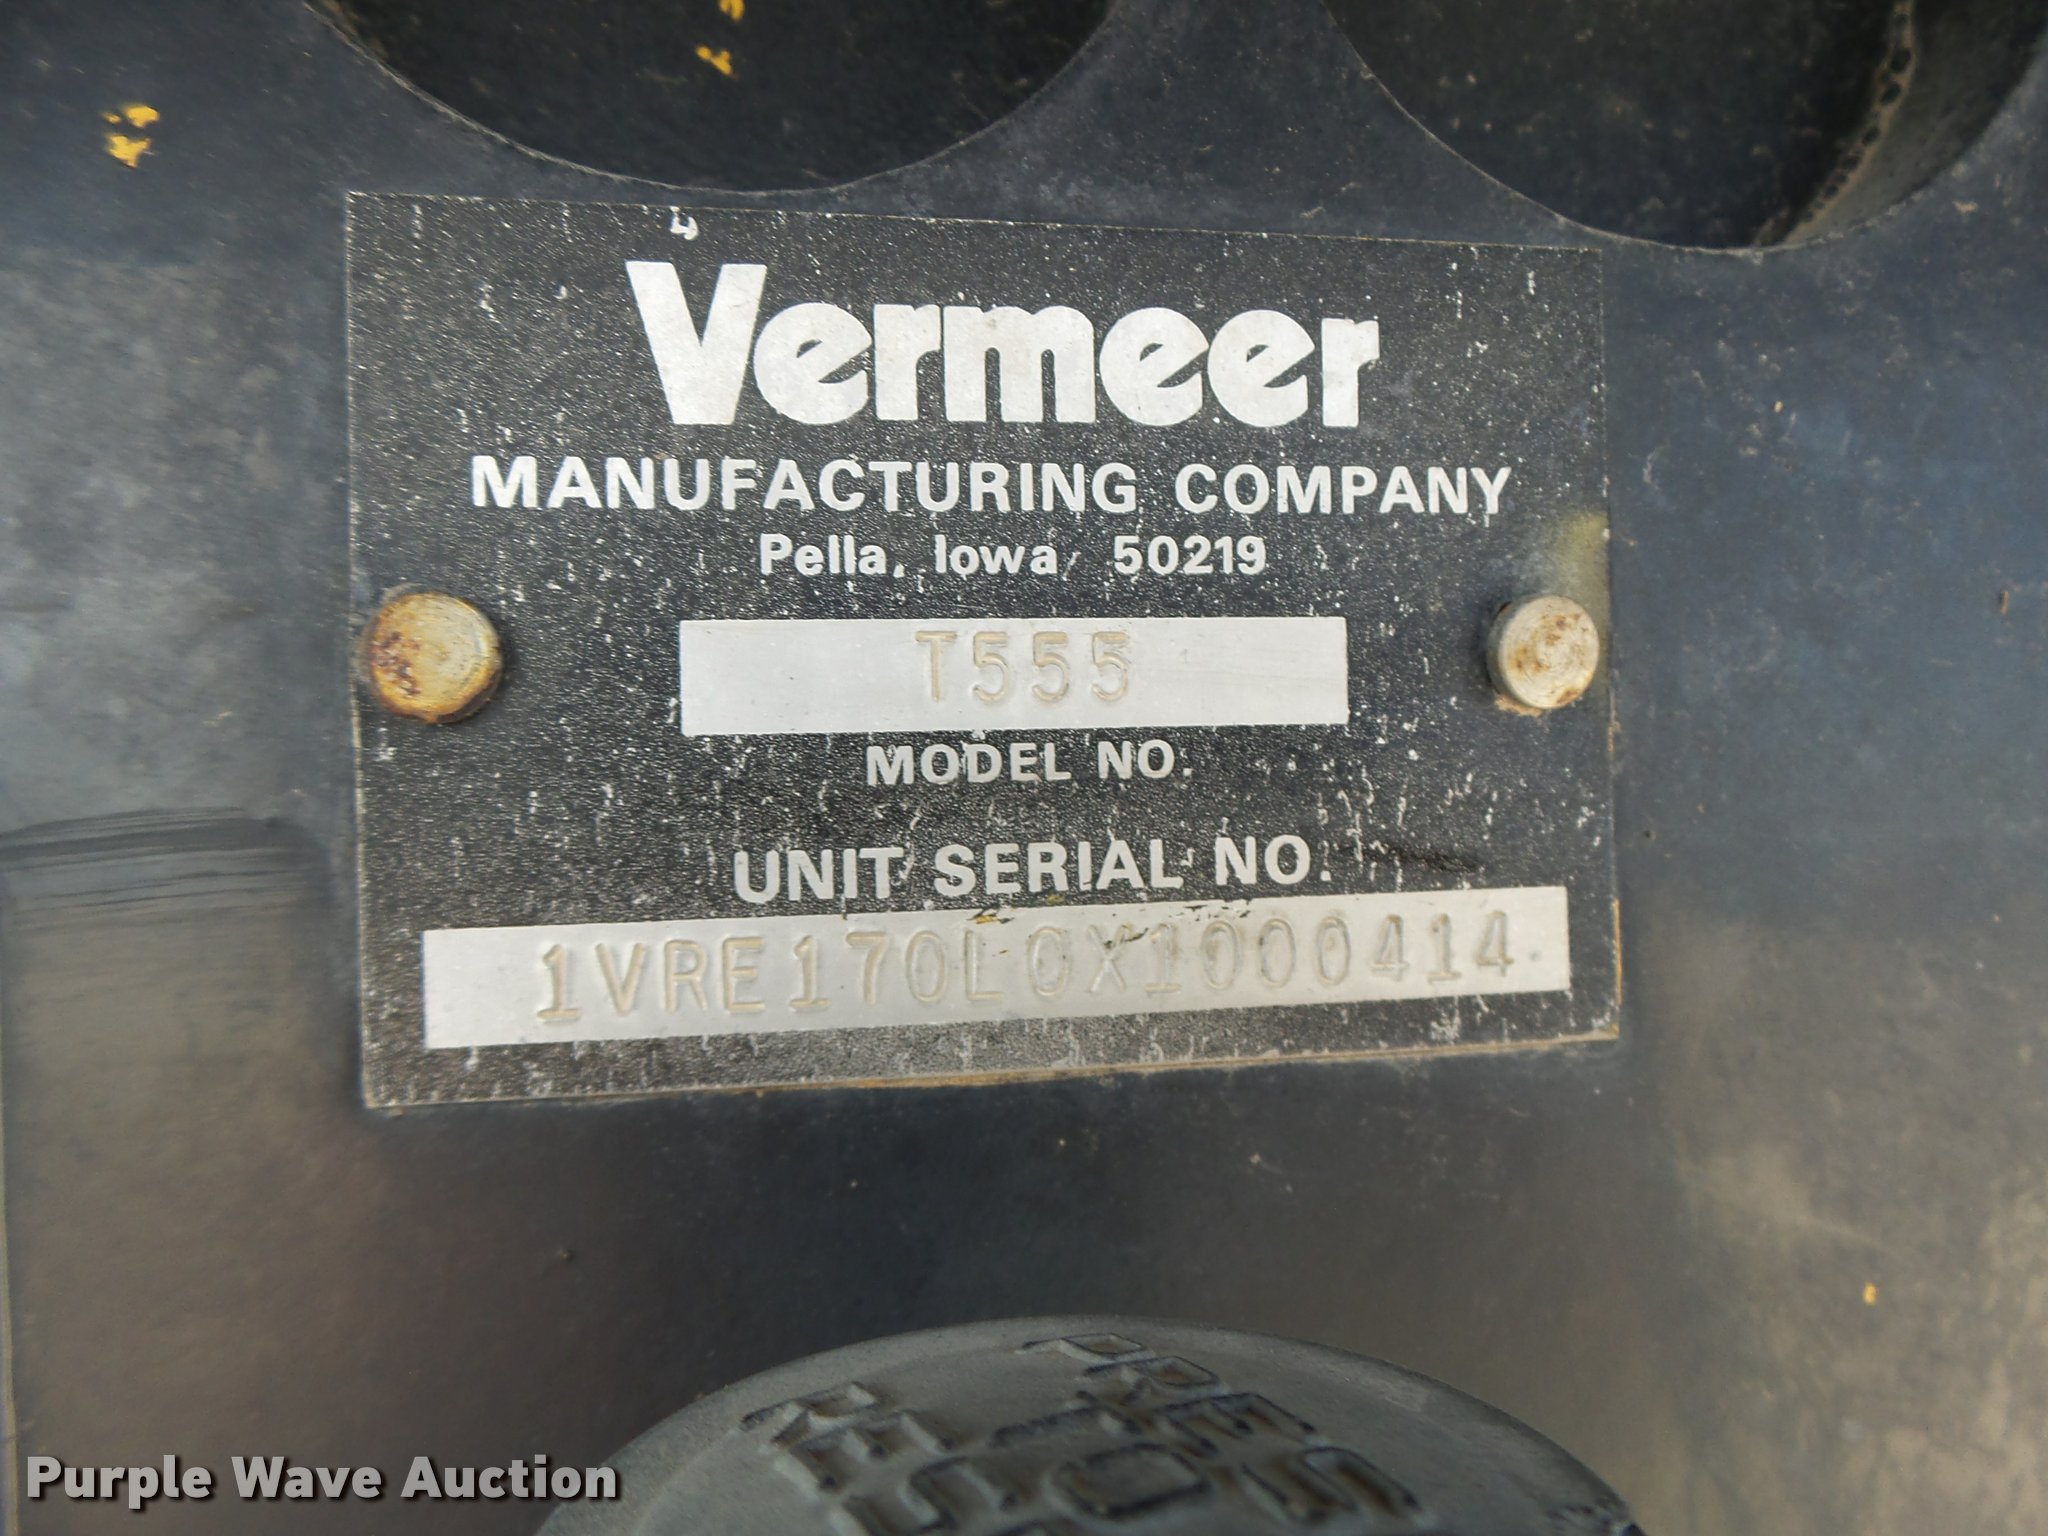 Vermeer
MANUFACTURING COMPANY
Pella, Iowa 50219
T555
MODEL NO.
UNIT SERIAL NO.
1VRE170L0X1000414
Purple Wave Auction